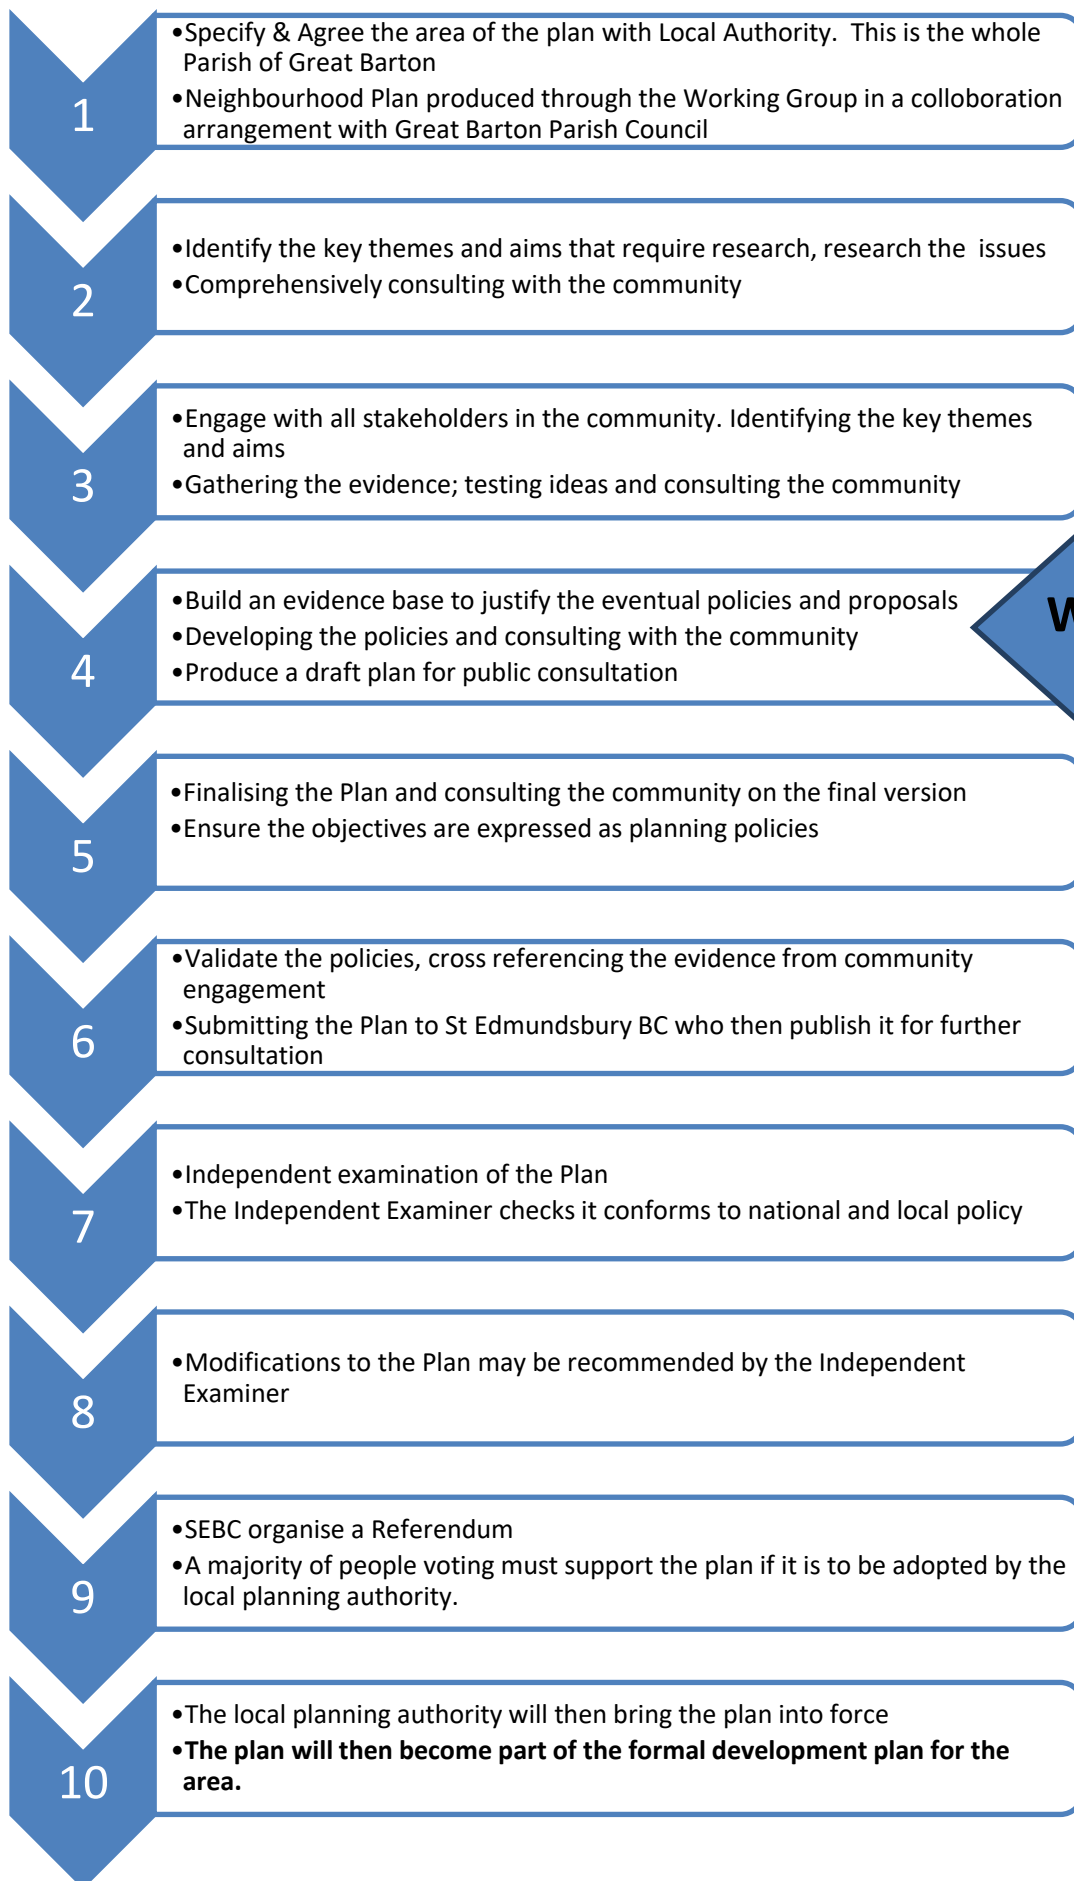 1
•Specify & Agree the area of the plan with Local Authority.  This is the whole
Parish of Great Barton
•Neighbourhood Plan produced through the Working Group in a colloboration
arrangement with Great Barton Parish Council
2
•Identify the key themes and aims that require research, research the  issues
•Comprehensively consulting with the community
3
•Engage with all stakeholders in the community. Identifying the key themes
and aims
•Gathering the evidence; testing ideas and consulting the community
4
•Build an evidence base to justify the eventual policies and proposals
•Developing the policies and consulting with the community
•Produce a draft plan for public consultation
5
•Finalising the Plan and consulting the community on the final version
•Ensure the objectives are expressed as planning policies
6
•Validate the policies, cross referencing the evidence from community
engagement
•Submitting the Plan to St Edmundsbury BC who then publish it for further
consultation
7
•Independent examination of the Plan
•The Independent Examiner checks it conforms to national and local policy
8
•Modifications to the Plan may be recommended by the Independent
Examiner
9
•SEBC organise a Referendum
•A majority of people voting must support the plan if it is to be adopted by the
local planning authority.
10
•The local planning authority will then bring the plan into force
•The plan will then become part of the formal development plan for the
area.